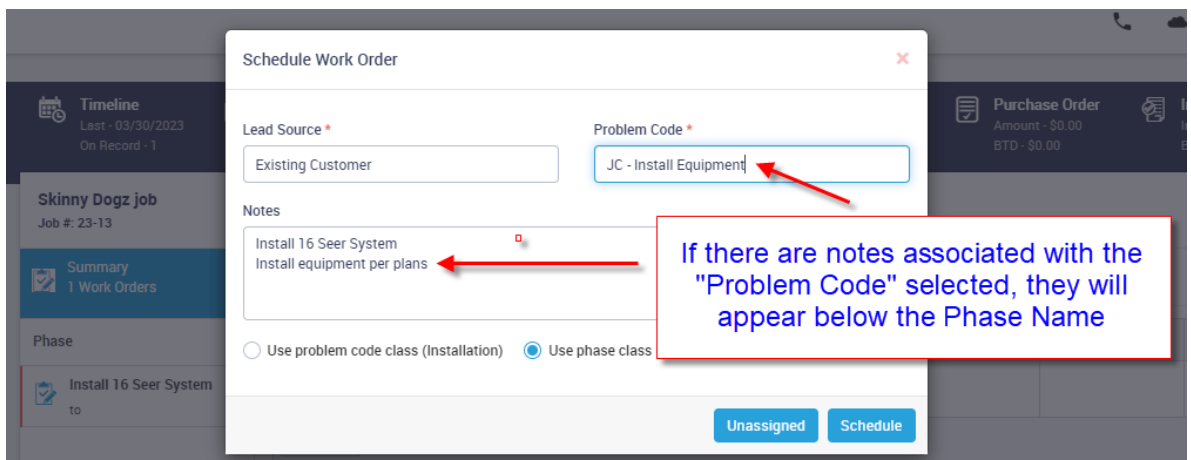 Schedule Work Order
Timeline
Last - 03/30/2023
On Record - 1
Purchase Order
Amount - $0.00
BTD - $0.00
Lead Source *
Problem Code *
Existing Customer
JC - Install Equipment
Skinny Dogz job
Job #: 23-13
Notes
Install 16 Seer System
Install equipment per plans
If there are notes associated with the
"Problem Code" selected, they will
appear below the Phase Name
Summary
1 Work Orders
Phase
Use problem code class (Installation)
Use phase class
Install 16 Seer System
to
Unassigned
Schedule